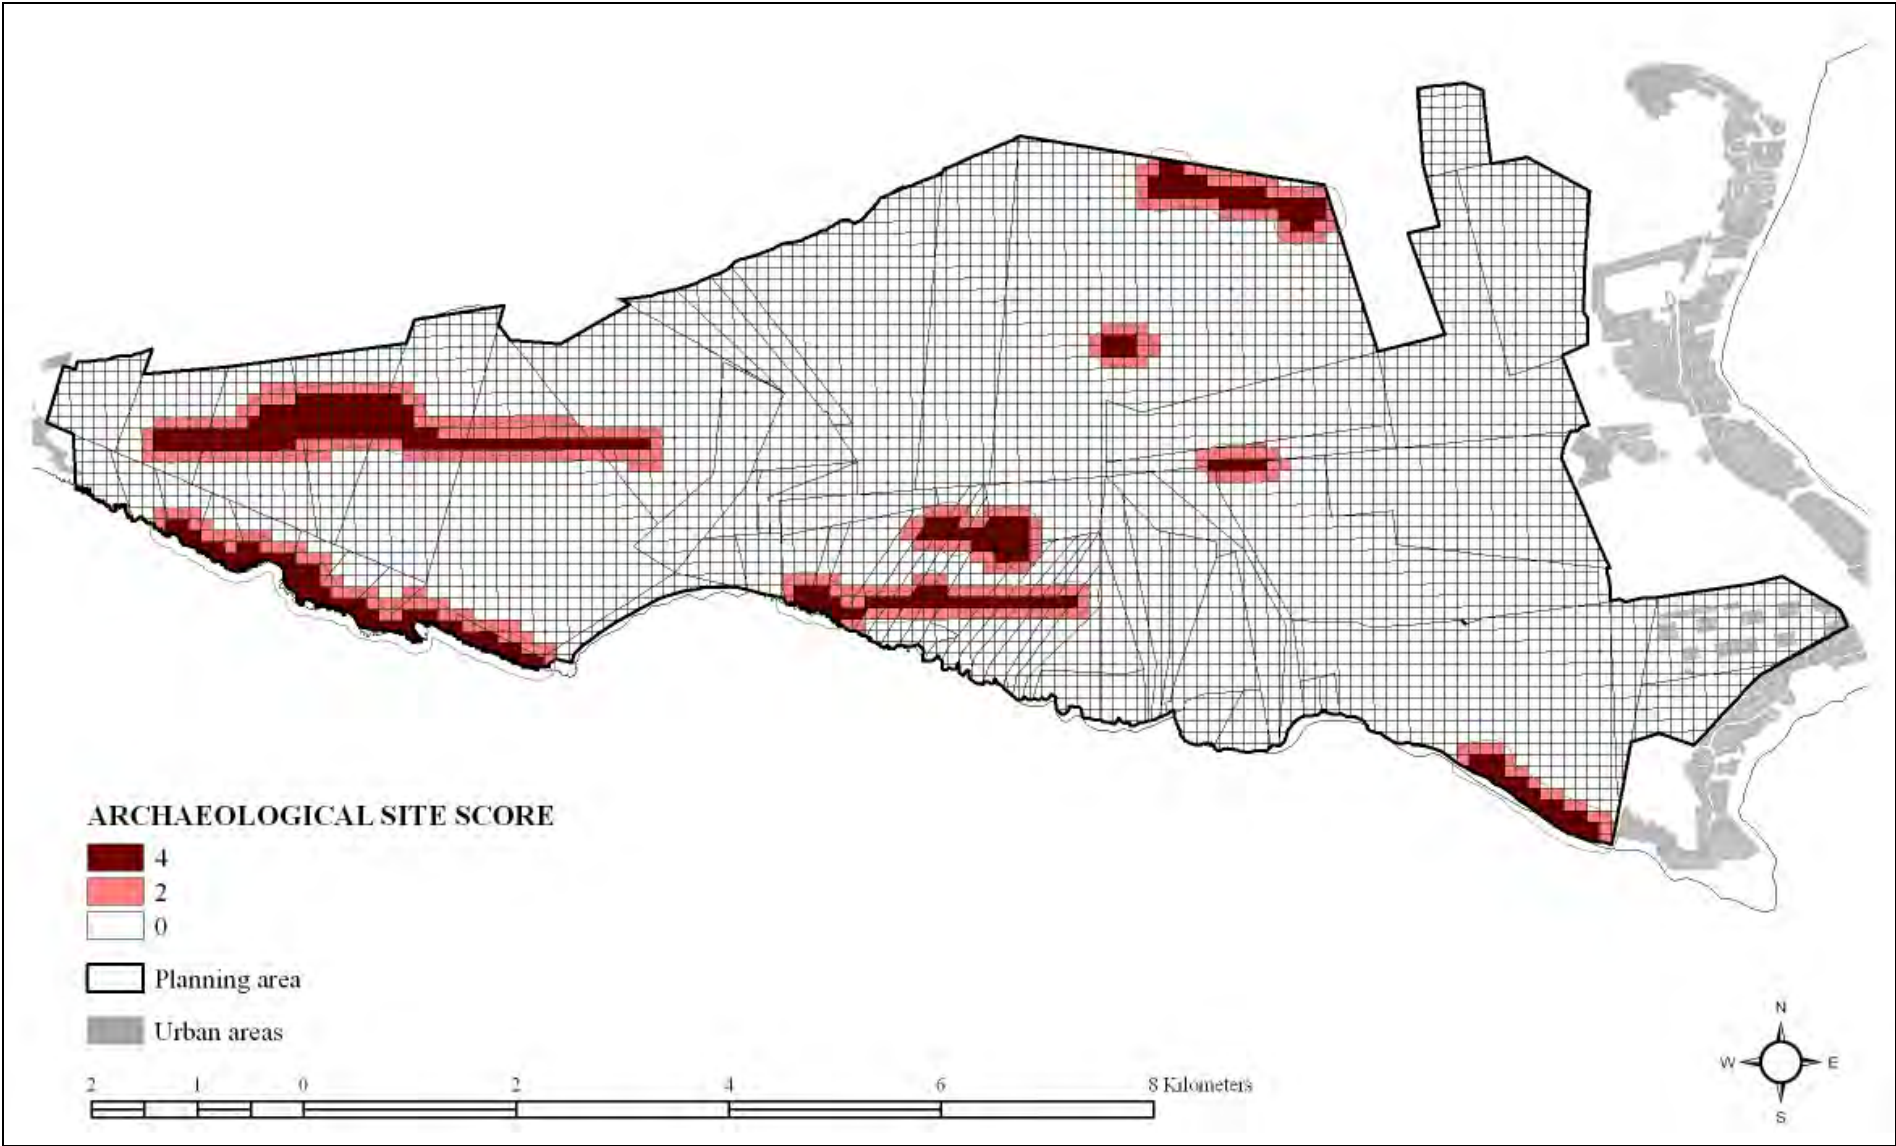 ARCHAEOLOGICAL SITE SCORE
4
2
0
Planning area
Urban areas
2 1 0 2 4 6 8 Kilometers
N
W E
S